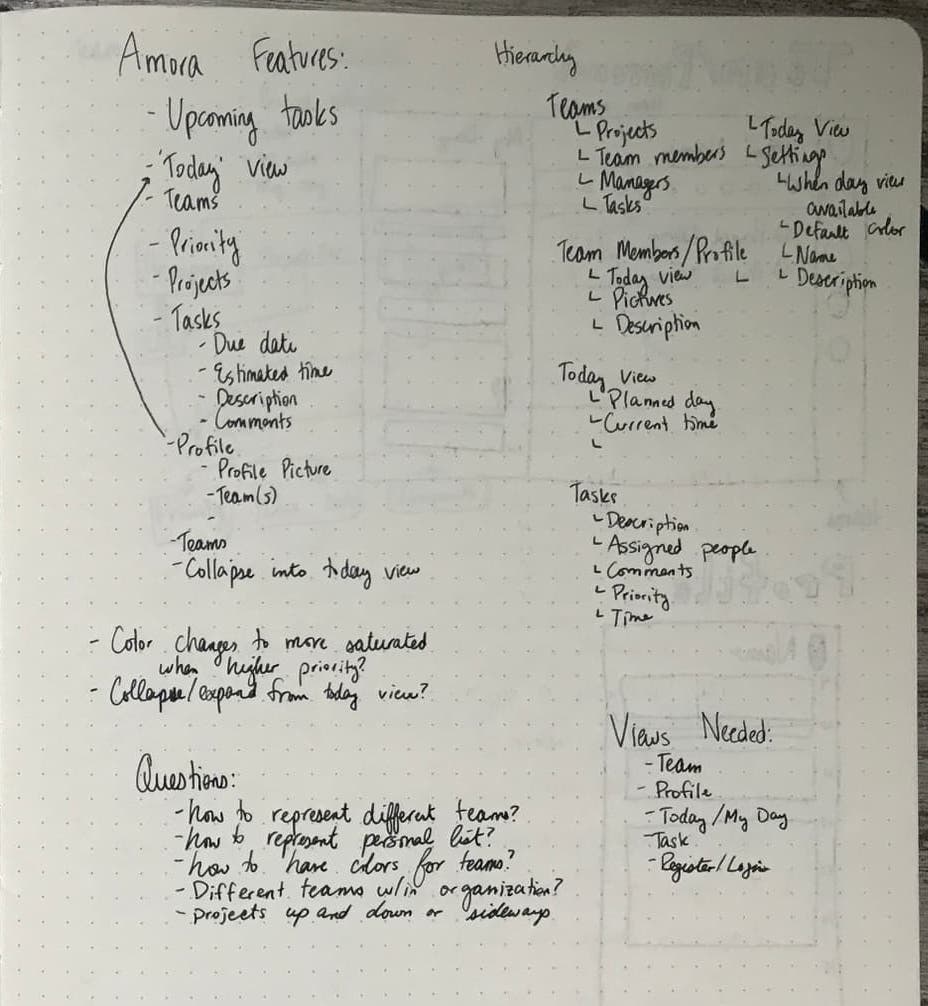 Amora Features:
- Upcoming tasks
- 'Today' view
- Teams
- Priority
- Projects
- Tasks
- Due date
- Estimated time
- Description
- Comments
- Profile
- Profile Picture
- Team(s)
-
- Teams
- Collapse into today view
- Color changes to more saturated
when higher priority?
- Collapse/expand from today view?
Questions:
- how to represent different teams?
- how to represent personal list?
- how to have colors for teams?
- Different teams w/in organization?
- projects up and down or sideways
Hierarchy
Teams
└ Projects
└ Team members
└ Managers
└ Tasks
└ Today View
└ Settings
└ When day view
available
└ Default color
└ Name
└ Description
Team Members/Profile
└ Today view
└
└ Pictures
└ Description
Today View
└ Planned day
└ Current time
└
Tasks
└ Description
└ Assigned people
└ Comments
└ Priority
└ Time
Views Needed:
- Team
- Profile
- Today/My Day
- Task
- Register/Login